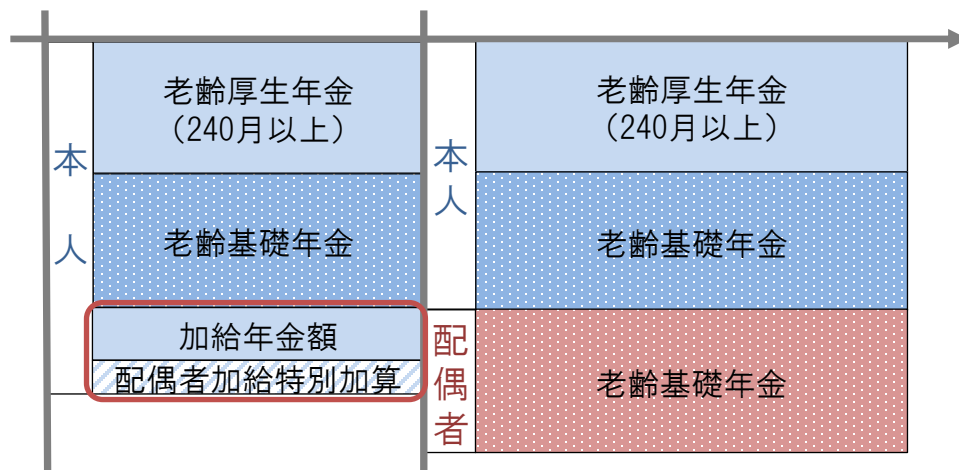 本人
老齢厚生年金
（240月以上）
老齢基礎年金
加給年金額
配偶者加給特別加算
本人
老齢厚生年金
（240月以上）
老齢基礎年金
配偶者
老齢基礎年金